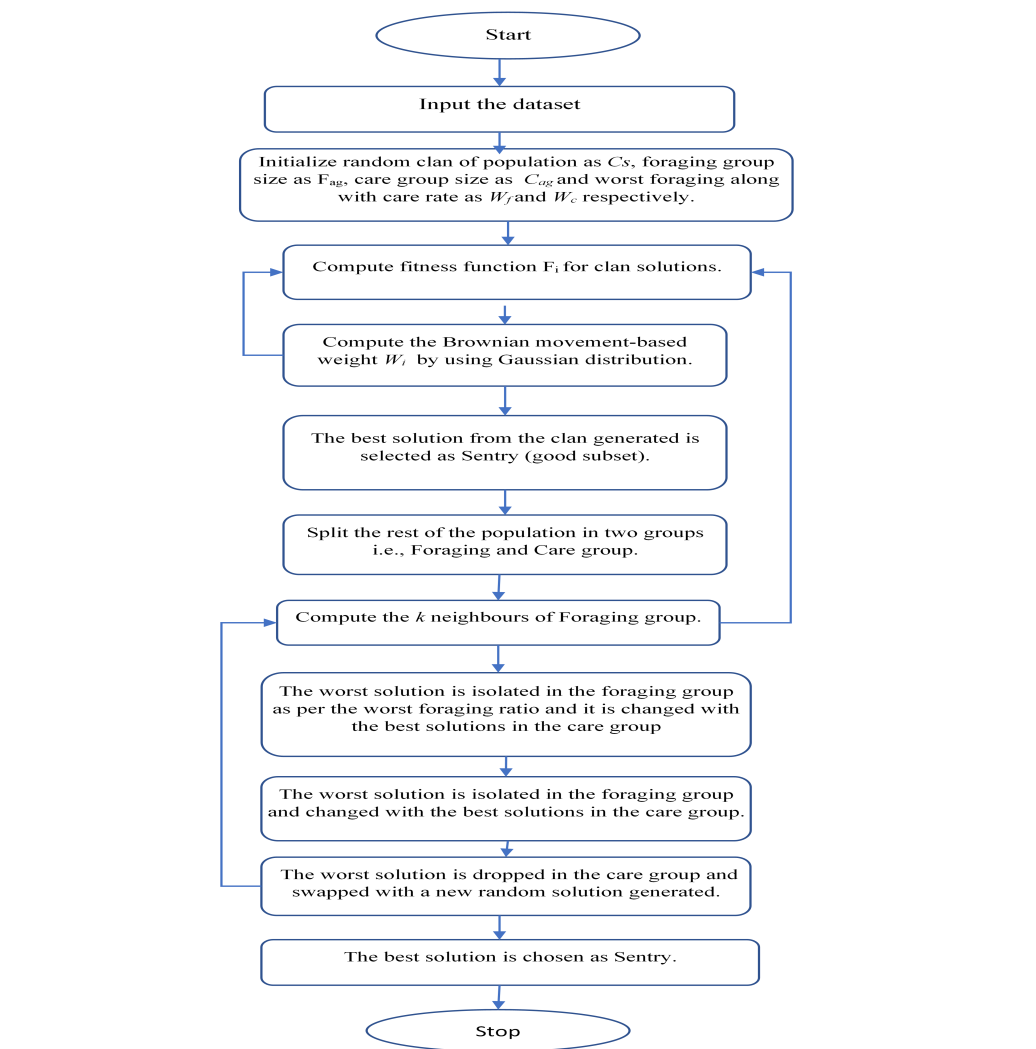 Start
Input the dataset
Initialize random clan of population as Cs, foraging group
size as Fag, care group size as Cag and worst foraging along
with care rate as Wf and Wc respectively.
Compute fitness function Fi for clan solutions.
Compute the Brownian movement-based
weight Wi by using Gaussian distribution.
The best solution from the clan generated is
selected as Sentry (good subset).
Split the rest of the population in two groups
i.e., Foraging and Care group.
Compute the k neighbours of Foraging group.
The worst solution is isolated in the foraging group
as per the worst foraging ratio and it is changed with
the best solutions in the care group
The worst solution is isolated in the foraging group
and changed with the best solutions in the care group.
The worst solution is dropped in the care group and
swapped with a new random solution generated.
The best solution is chosen as Sentry.
Stop